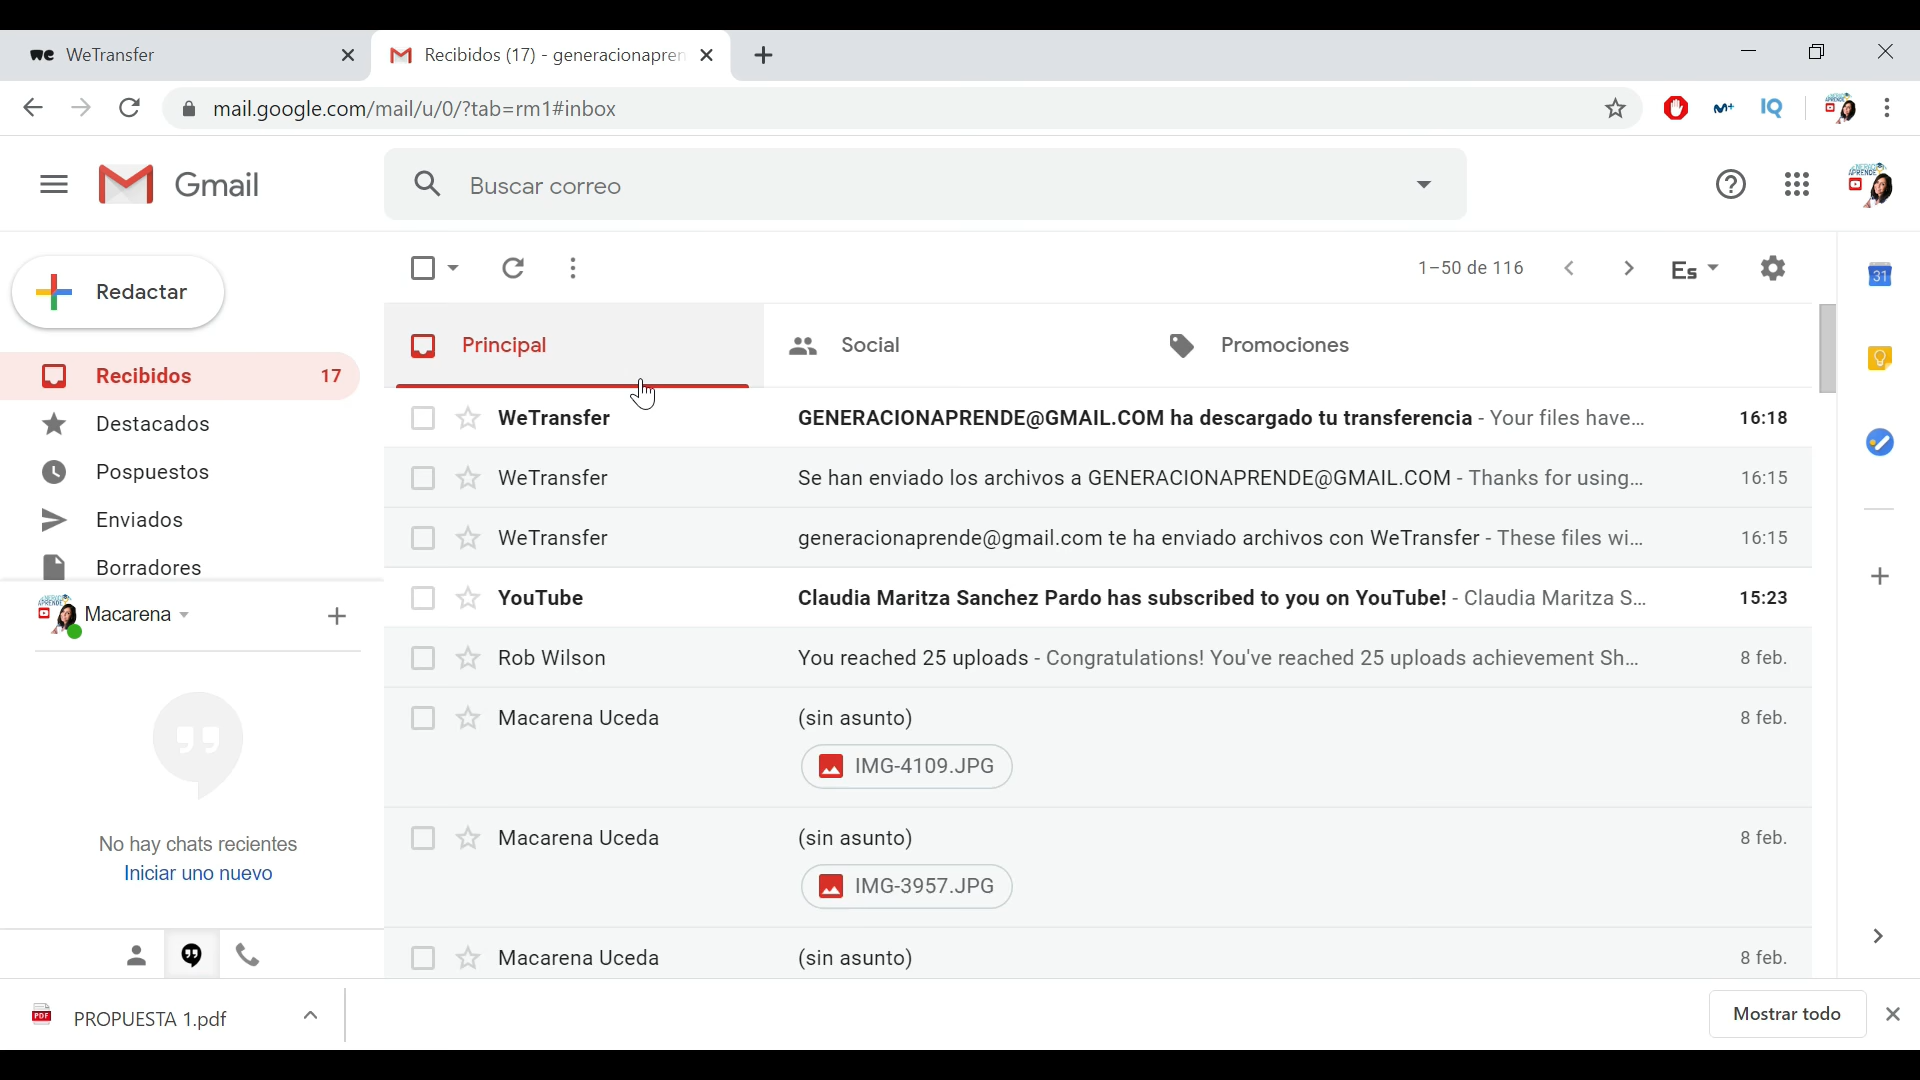 WeTransfer
Recibidos (17) - generacionapren
mail.google.com/mail/u/0/?tab=rm1#inbox
Gmail
Buscar correo
Redactar
1–50 de 116
Es
31
Principal
Social
Promociones
Recibidos 17
Destacados
Pospuestos
Enviados
Borradores
WeTransfer GENERACIONAPRENDE@GMAIL.COM ha descargado tu transferencia - Your files have... 16:18
WeTransfer Se han enviado los archivos a GENERACIONAPRENDE@GMAIL.COM - Thanks for using... 16:15
WeTransfer generacionaprende@gmail.com te ha enviado archivos con WeTransfer - These files wi... 16:15
YouTube Claudia Maritza Sanchez Pardo has subscribed to you on YouTube! - Claudia Maritza S... 15:23
Rob Wilson You reached 25 uploads - Congratulations! You've reached 25 uploads achievement Sh... 8 feb.
Macarena Uceda (sin asunto) 8 feb.
IMG-4109.JPG
Macarena Uceda (sin asunto) 8 feb.
IMG-3957.JPG
Macarena Uceda (sin asunto) 8 feb.
Macarena
No hay chats recientes
Iniciar uno nuevo
PDF
PROPUESTA 1.pdf
Mostrar todo